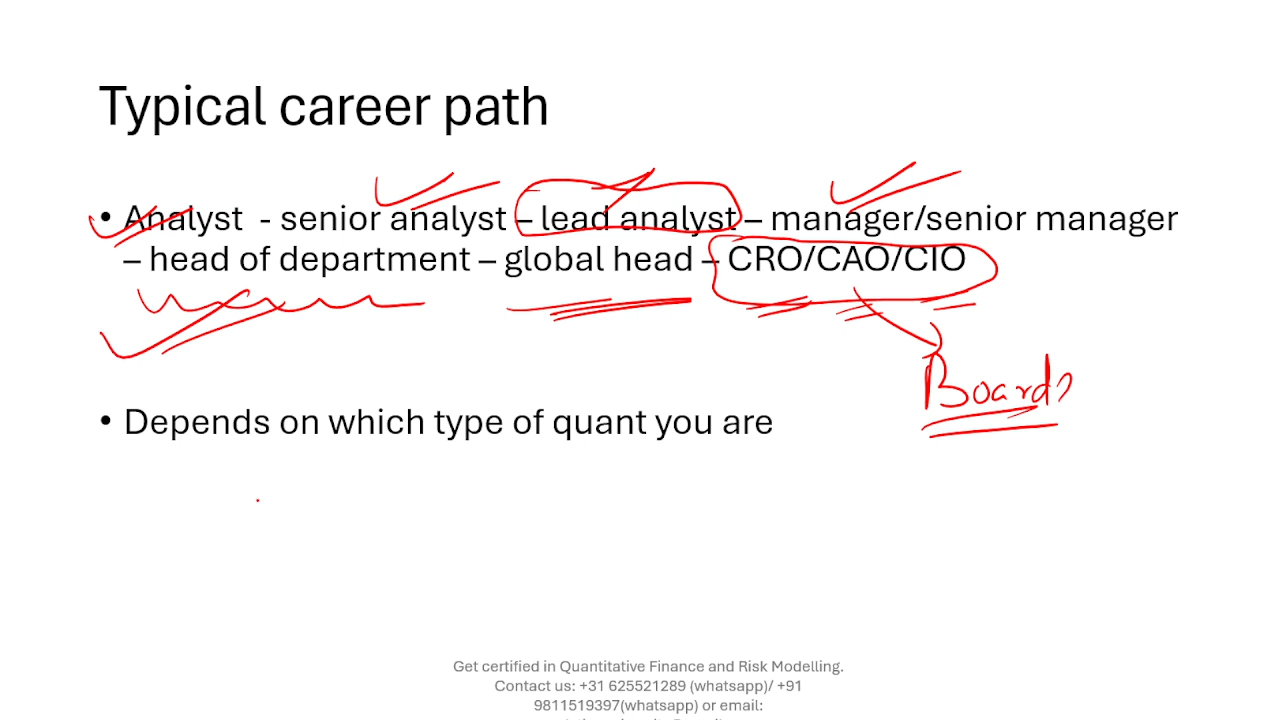 Typical career path
• Analyst - senior analyst – lead analyst – manager/senior manager
– head of department – global head – CRO/CAO/CIO
Board
• Depends on which type of quant you are
Get certified in Quantitative Finance and Risk Modelling.
Contact us: +31 625521289 (whatsapp)/ +91
9811519397(whatsapp) or email: